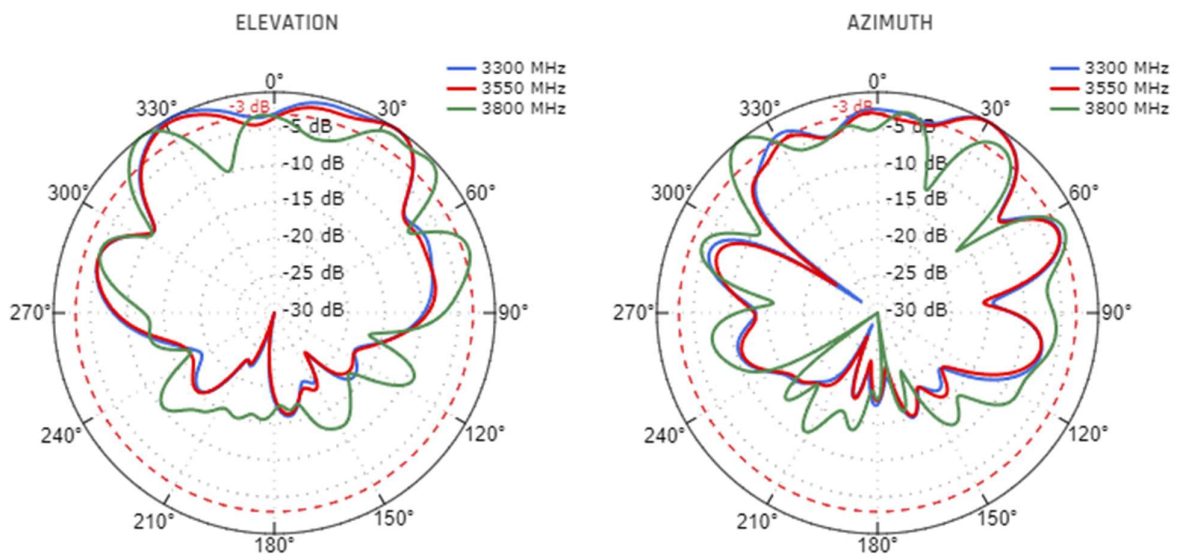 ELEVATION
3300 MHz
3550 MHz
3800 MHz
0°
330°
-3 dB
30°
-5 dB
-10 dB
300°
60°
-15 dB
-20 dB
-25 dB
270°
-30 dB
90°
240°
120°
210°
150°
180°
AZIMUTH
3300 MHz
3550 MHz
3800 MHz
0°
330°
-3 dB
30°
-5 dB
-10 dB
300°
60°
-15 dB
-20 dB
-25 dB
270°
-30 dB
90°
240°
120°
210°
150°
180°